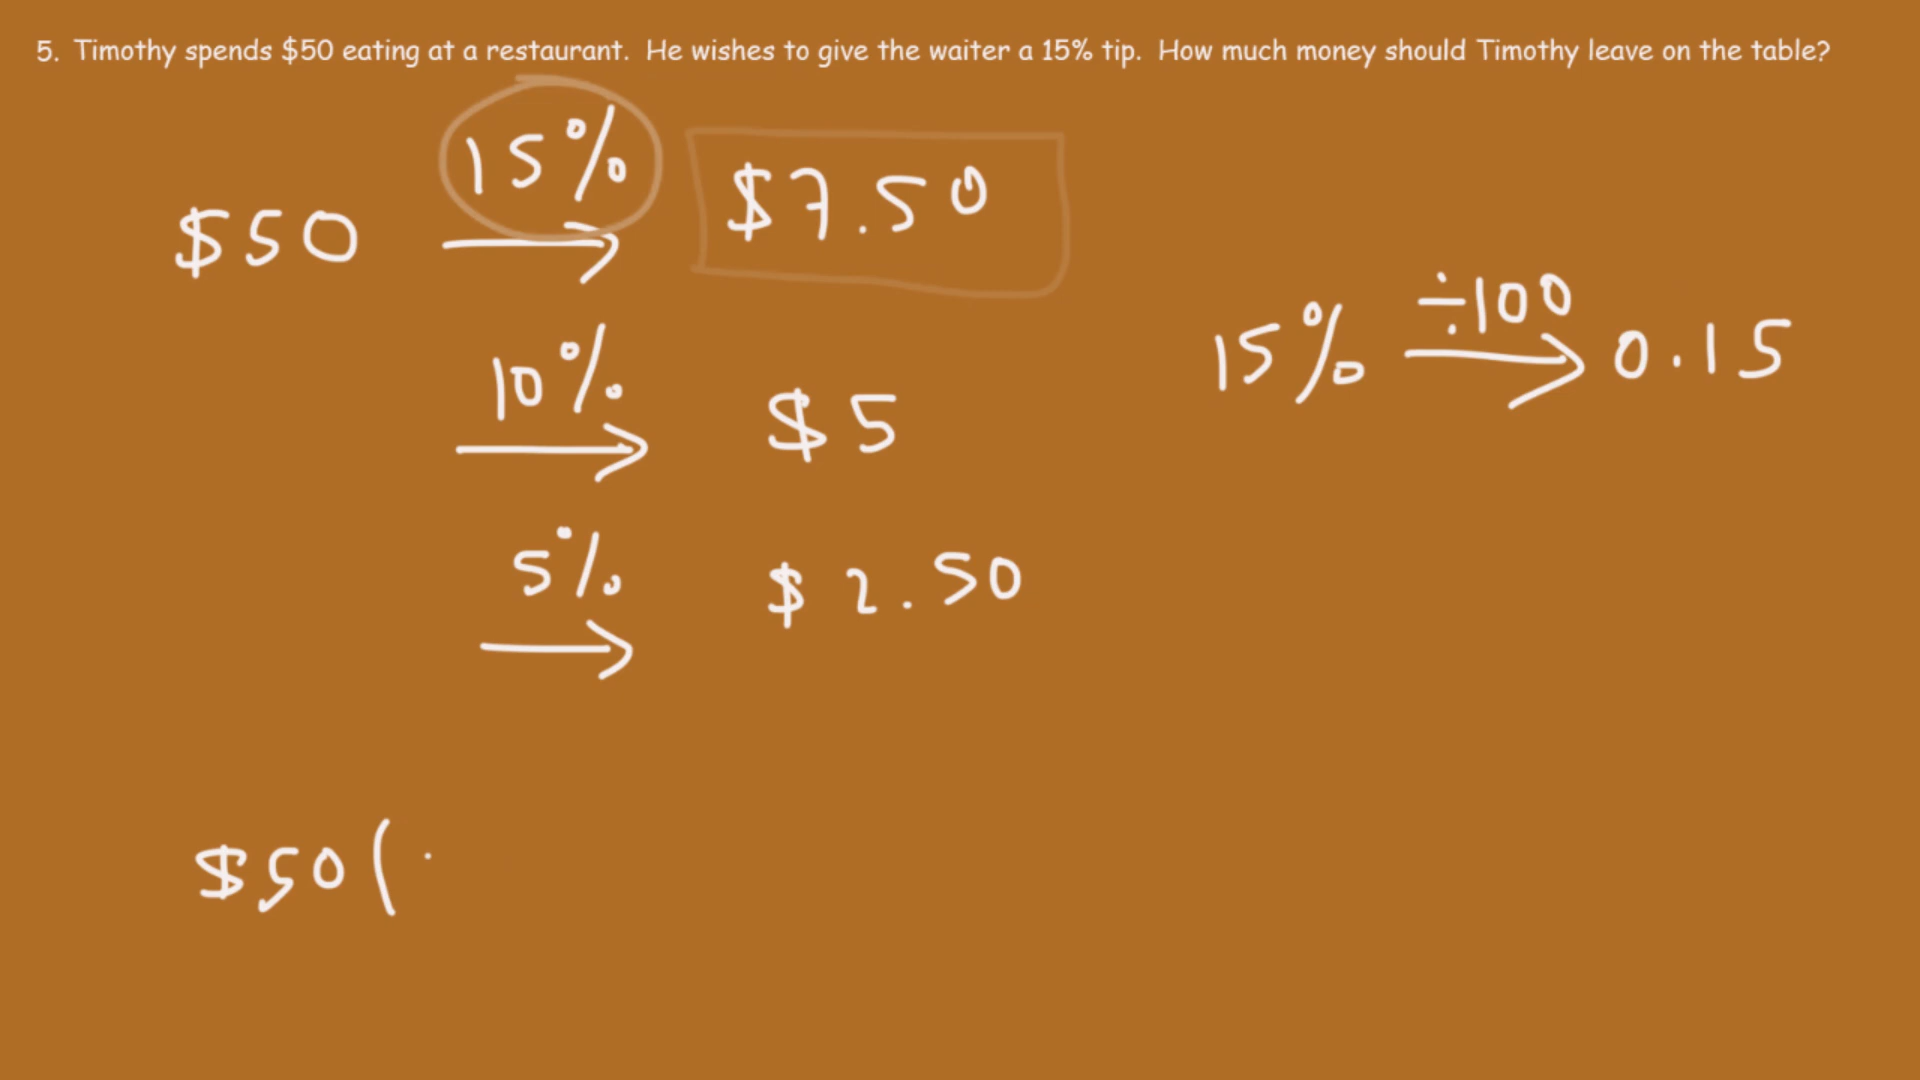 5. Timothy spends $50 eating at a restaurant. He wishes to give the waiter a 15% tip. How much money should Timothy leave on the table?
$50 15% → $7.50
10% → $5
15% ÷100 → 0.15
5% → $2.50
$50(.